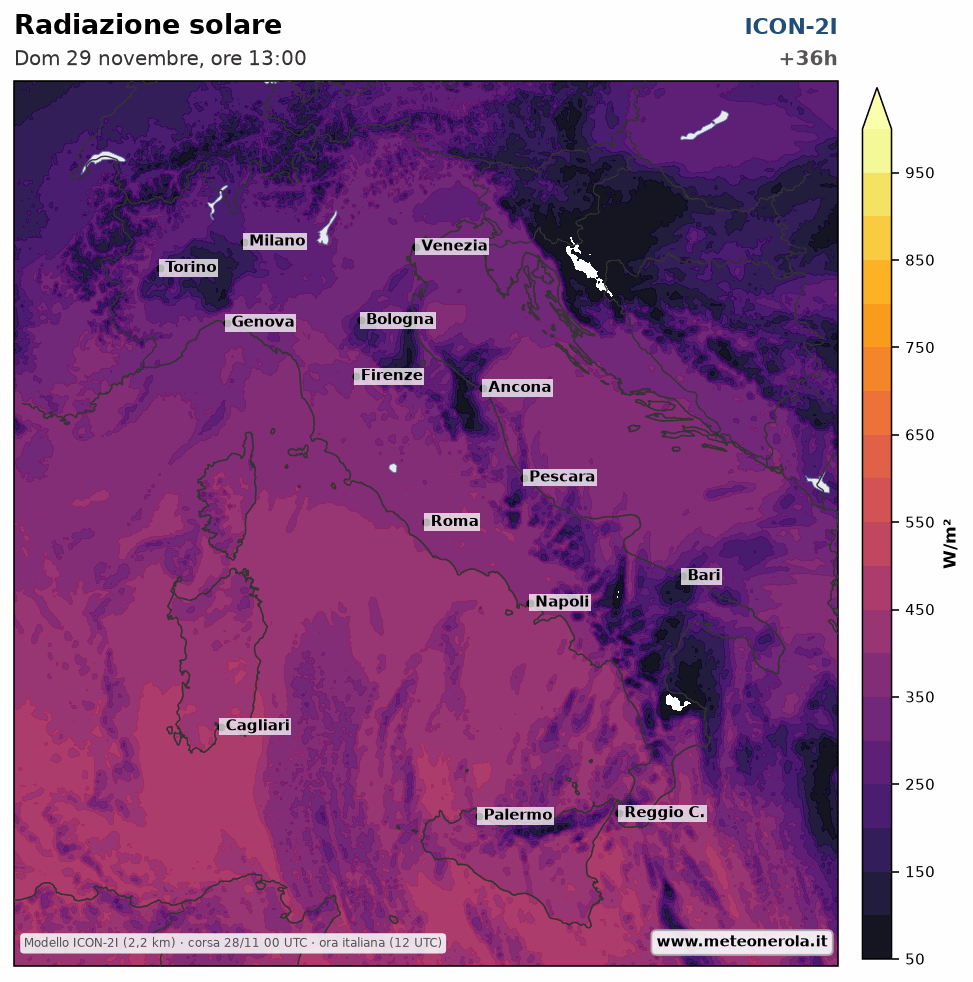 Radiazione solare
ICON-2I
Dom 29 novembre, ore 13:00
+36h
Milano
Venezia
Torino
Genova
Bologna
Firenze
Ancona
Pescara
Roma
Bari
Napoli
Cagliari
Palermo
Reggio C.
950
850
750
650
550
450
350
250
150
50
W/m²
Modello ICON-2I (2,2 km) · corsa 28/11 00 UTC · ora italiana (12 UTC)
www.meteonerola.it